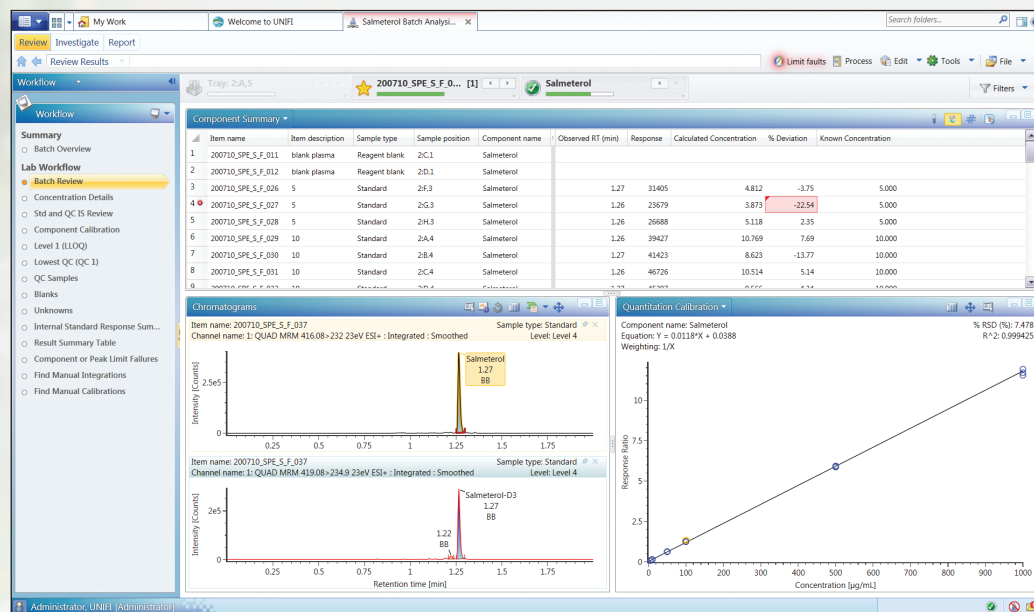 My Work
Welcome to UNIFI
Salmeterol Batch Analysi...
Search folders...
Review Investigate Report
Review Results
Limit faults Process Edit Tools File
Workflow
Tray: 2:A,5
200710_SPE_S_F_0... [1]
Salmeterol
Filters
Workflow
Summary
Batch Overview
Lab Workflow
Batch Review
Concentration Details
Std and QC IS Review
Component Calibration
Level 1 (LLOQ)
Lowest QC (QC 1)
QC Samples
Blanks
Unknowns
Internal Standard Response Sum...
Result Summary Table
Component or Peak Limit Failures
Find Manual Integrations
Find Manual Calibrations
Component Summary
Item name Item description Sample type Sample position Component name Observed RT (min) Response Calculated Concentration % Deviation Known Concentration
1 200710_SPE_S_F_011 blank plasma Reagent blank 2:C,1 Salmeterol
2 200710_SPE_S_F_012 blank plasma Reagent blank 2:D,1 Salmeterol
3 200710_SPE_S_F_026 5 Standard 2:F,3 Salmeterol 1.27 31405 4.812 -3.75 5.000
4 200710_SPE_S_F_027 5 Standard 2:G,3 Salmeterol 1.26 23679 3.873 -22.54 5.000
5 200710_SPE_S_F_028 5 Standard 2:H,3 Salmeterol 1.26 26688 5.118 2.35 5.000
6 200710_SPE_S_F_029 10 Standard 2:A,4 Salmeterol 1.26 39427 10.769 7.69 10.000
7 200710_SPE_S_F_030 10 Standard 2:B,4 Salmeterol 1.27 41423 8.623 -13.77 10.000
8 200710_SPE_S_F_031 10 Standard 2:C,4 Salmeterol 1.26 46726 10.514 5.14 10.000
Chromatograms
Item name: 200710_SPE_S_F_037 Sample type: Standard
Channel name: 1: QUAD MRM 416.08>232 23eV ESI+ : Integrated : Smoothed Level: Level 4
Intensity [Counts]
2.5e5
0
Salmeterol
1.27
BB
0.25 0.5 0.75 1 1.25 1.5 1.75
Item name: 200710_SPE_S_F_037 Sample type: Standard
Channel name: 1: QUAD MRM 419.08>234.9 23eV ESI+ : Integrated : Smoothed Level: Level 4
Intensity [Counts]
2e5
0
Salmeterol-D3
1.27
BB
1.22
BB
0.25 0.5 0.75 1 1.25 1.5 1.75
Retention time [min]
Quantitation Calibration
Component name: Salmeterol % RSD (%): 7.478
Equation: Y = 0.0118*X + 0.0388 R^2: 0.999425
Weighting: 1/X
Response Ratio
10
7.5
5
2.5
0
0 100 200 300 400 500 600 700 800 900 1000
Concentration [µg/mL]
Administrator, UNIFI [Administrator]